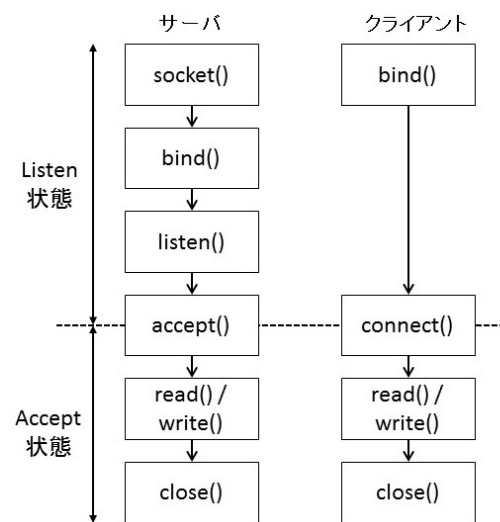 サーバ
クライアント
socket()
bind()
bind()
Listen
状態
listen()
accept()
connect()
read() /
write()
read() /
write()
Accept
状態
close()
close()